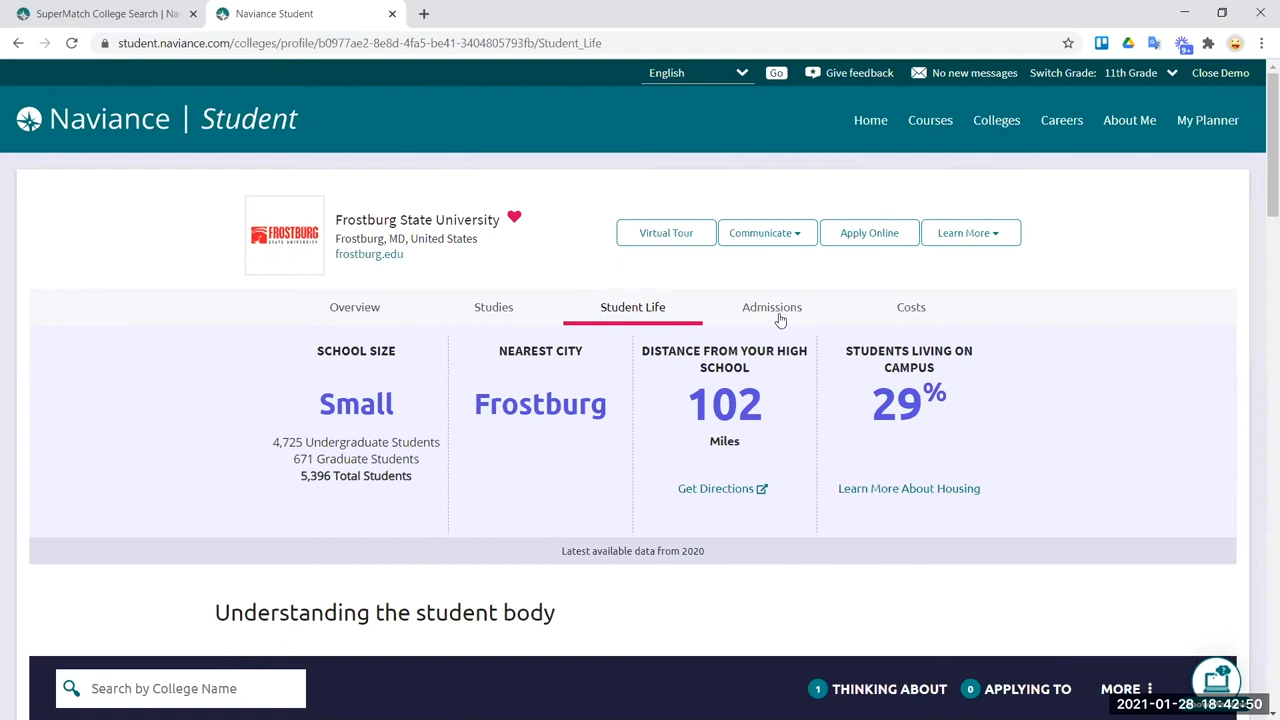 SuperMatch College Search | Na
Naviance Student
student.naviance.com/colleges/profile/b0977ae2-8e8d-4fa5-be41-3404805793fb/Student_Life
9+
English
Go
Give feedback
No new messages
Switch Grade: 11th Grade
Close Demo
Naviance | Student
Home
Courses
Colleges
Careers
About Me
My Planner
FROSTBURG
STATE UNIVERSITY
Frostburg State University
Frostburg, MD, United States
frostburg.edu
Virtual Tour
Communicate
Apply Online
Learn More
Overview
Studies
Student Life
Admissions
Costs
SCHOOL SIZE
Small
4,725 Undergraduate Students
671 Graduate Students
5,396 Total Students
NEAREST CITY
Frostburg
DISTANCE FROM YOUR HIGH
SCHOOL
102
Miles
Get Directions
STUDENTS LIVING ON
CAMPUS
29%
Learn More About Housing
Latest available data from 2020
Understanding the student body
Search by College Name
1 THINKING ABOUT
0 APPLYING TO
MORE
2021-01-28 18:42:50